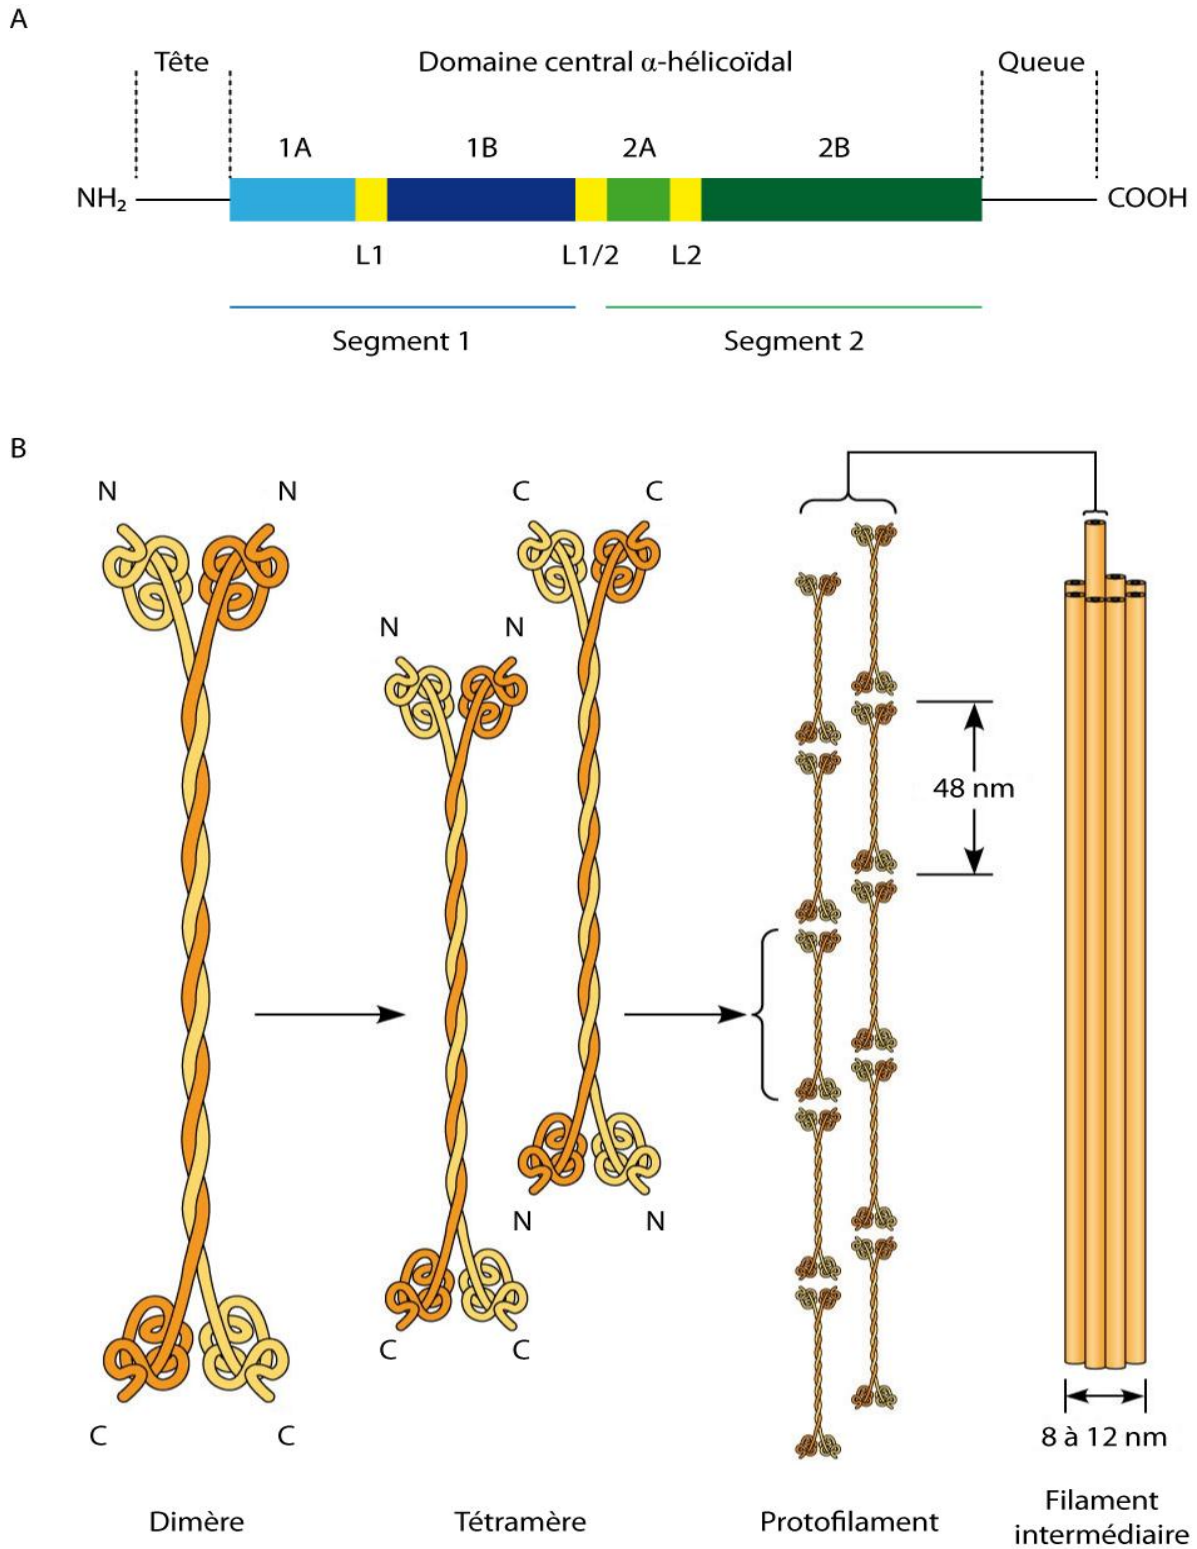 A
Tête Domaine central α-hélicoïdal Queue
1A 1B 2A 2B
NH₂ COOH
L1 L1/2 L2
Segment 1 Segment 2
B
N N C C
N N
48 nm
N N
C C
C C
8 à 12 nm
Dimère Tétramère Protofilament Filament
intermédiaire